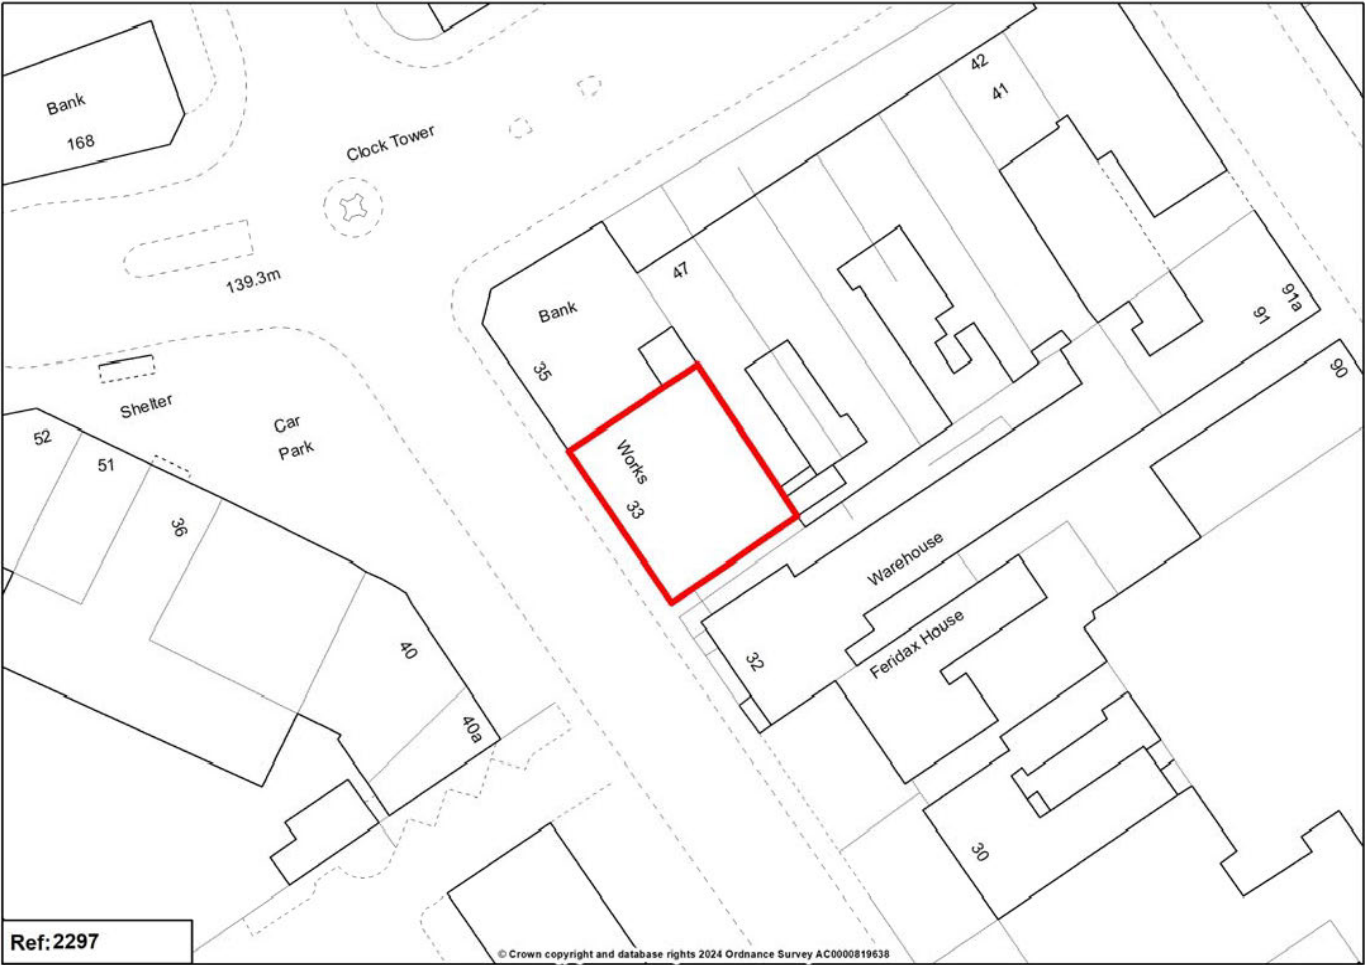 Bank
168
Clock Tower
42
41
139.3m
47
Bank
35
91a
91
90
Shelter
Car
Park
52
51
36
Works
33
Warehouse
Feridax House
32
40
40a
30
Ref: 2297
© Crown copyright and database rights 2024 Ordnance Survey AC0000819638